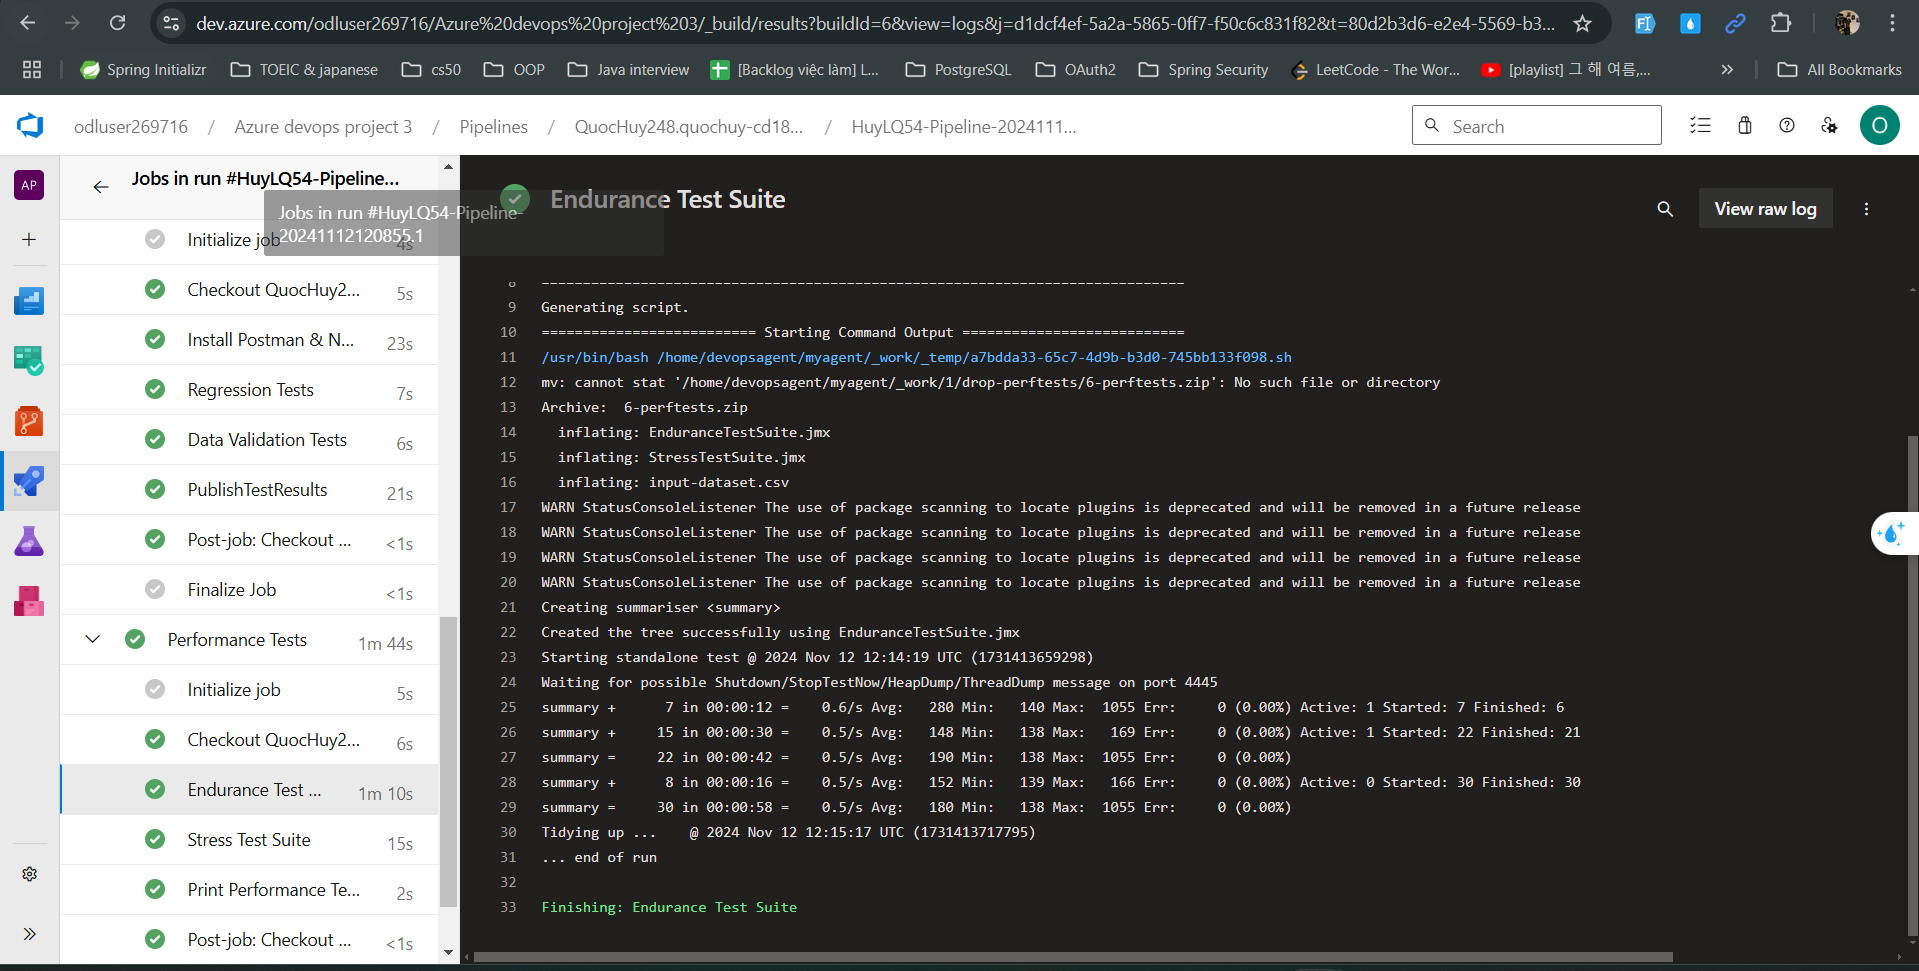 dev.azure.com/odluser269716/Azure%20devops%20project%203/_build/results?buildId=6&view=logs&j=d1dcf4ef-5a2a-5865-0ff7-f50c6c831f82&t=80d2b3d6-e2e4-5569-b3...
Spring Initializr TOEIC & japanese cs50 OOP Java interview [Backlog việc làm] L... PostgreSQL OAuth2 Spring Security LeetCode - The Wor... [playlist] 그 해 여름,... All Bookmarks
odluser269716 / Azure devops project 3 / Pipelines / QuocHuy248.quochuy-cd18... / HuyLQ54-Pipeline-2024111...
Search
O
AP
Jobs in run #HuyLQ54-Pipeline...
Jobs in run #HuyLQ54-Pipeline-
20241112120855.1
Initialize job 4s
Checkout QuocHuy2... 5s
Install Postman & N... 23s
Regression Tests 7s
Data Validation Tests 6s
PublishTestResults 21s
Post-job: Checkout ... <1s
Finalize Job <1s
Performance Tests 1m 44s
Initialize job 5s
Checkout QuocHuy2... 6s
Endurance Test ... 1m 10s
Stress Test Suite 15s
Print Performance Te... 2s
Post-job: Checkout ... <1s
Endurance Test Suite
View raw log
8 ==============================================================================
9 Generating script.
10 ========================== Starting Command Output ===========================
11 /usr/bin/bash /home/devopsagent/myagent/_work/_temp/a7bdda33-65c7-4d9b-b3d0-745bb133f098.sh
12 mv: cannot stat '/home/devopsagent/myagent/_work/1/drop-perftests/6-perftests.zip': No such file or directory
13 Archive:  6-perftests.zip
14   inflating: EnduranceTestSuite.jmx
15   inflating: StressTestSuite.jmx
16   inflating: input-dataset.csv
17 WARN StatusConsoleListener The use of package scanning to locate plugins is deprecated and will be removed in a future release
18 WARN StatusConsoleListener The use of package scanning to locate plugins is deprecated and will be removed in a future release
19 WARN StatusConsoleListener The use of package scanning to locate plugins is deprecated and will be removed in a future release
20 WARN StatusConsoleListener The use of package scanning to locate plugins is deprecated and will be removed in a future release
21 Creating summariser <summary>
22 Created the tree successfully using EnduranceTestSuite.jmx
23 Starting standalone test @ 2024 Nov 12 12:14:19 UTC (1731413659298)
24 Waiting for possible Shutdown/StopTestNow/HeapDump/ThreadDump message on port 4445
25 summary +      7 in 00:00:12 =    0.6/s Avg:   280 Min:   140 Max:  1055 Err:     0 (0.00%) Active: 1 Started: 7 Finished: 6
26 summary +     15 in 00:00:30 =    0.5/s Avg:   148 Min:   138 Max:   169 Err:     0 (0.00%) Active: 1 Started: 22 Finished: 21
27 summary =     22 in 00:00:42 =    0.5/s Avg:   190 Min:   138 Max:  1055 Err:     0 (0.00%)
28 summary +      8 in 00:00:16 =    0.5/s Avg:   152 Min:   139 Max:   166 Err:     0 (0.00%) Active: 0 Started: 30 Finished: 30
29 summary =     30 in 00:00:58 =    0.5/s Avg:   180 Min:   138 Max:  1055 Err:     0 (0.00%)
30 Tidying up ...    @ 2024 Nov 12 12:15:17 UTC (1731413717795)
31 ... end of run
32
33 Finishing: Endurance Test Suite